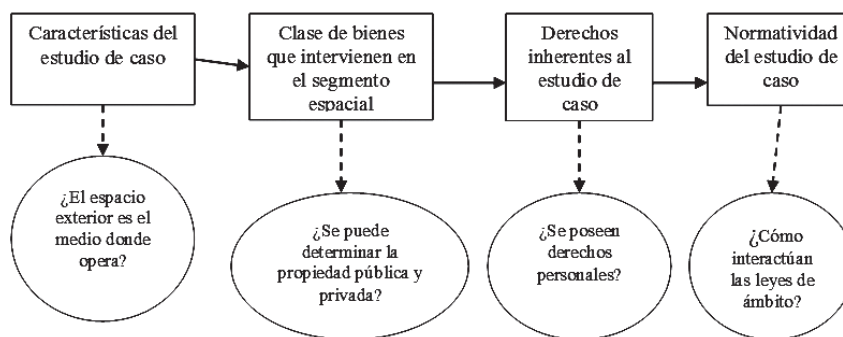 Características del
estudio de caso
Clase de bienes
que intervienen en
el segmento
espacial
Derechos
inherentes al
estudio de
caso
Normatividad
del estudio de
caso
¿El espacio
exterior es el
medio donde
opera?
¿Se puede
determinar la
propiedad pública y
privada?
¿Se poseen
derechos
personales?
¿Cómo
interactúan
las leyes de
ámbito?